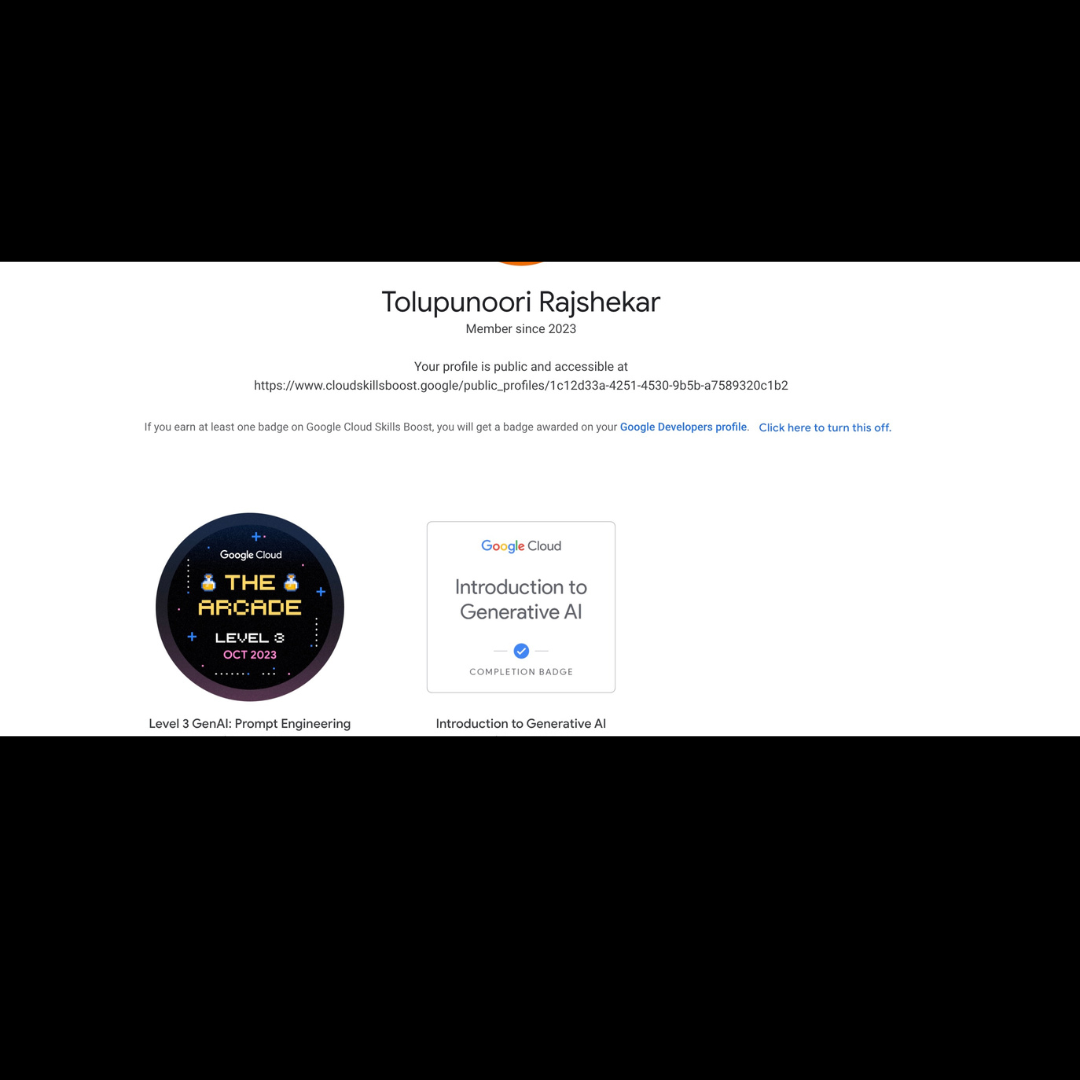 Tolupunoori Rajshekar
Member since 2023
Your profile is public and accessible at
https://www.cloudskillsboost.google/public_profiles/1c12d33a-4251-4530-9b5b-a7589320c1b2
If you earn at least one badge on Google Cloud Skills Boost, you will get a badge awarded on your Google Developers profile. Click here to turn this off.
Google Cloud
THE
ARCADE
LEVEL 3
OCT 2023
Level 3 GenAI: Prompt Engineering
Google Cloud
Introduction to
Generative AI
COMPLETION BADGE
Introduction to Generative AI